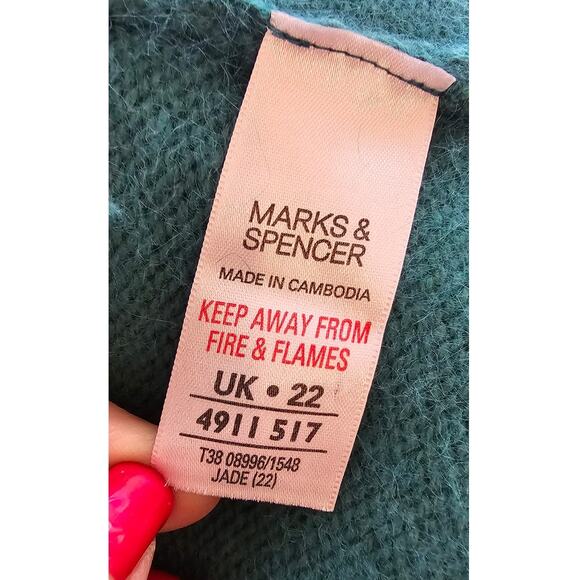 MARKS &
SPENCER
MADE IN CAMBODIA
KEEP AWAY FROM
FIRE & FLAMES
UK • 22
4911 517
T38 08996/1548
JADE (22)